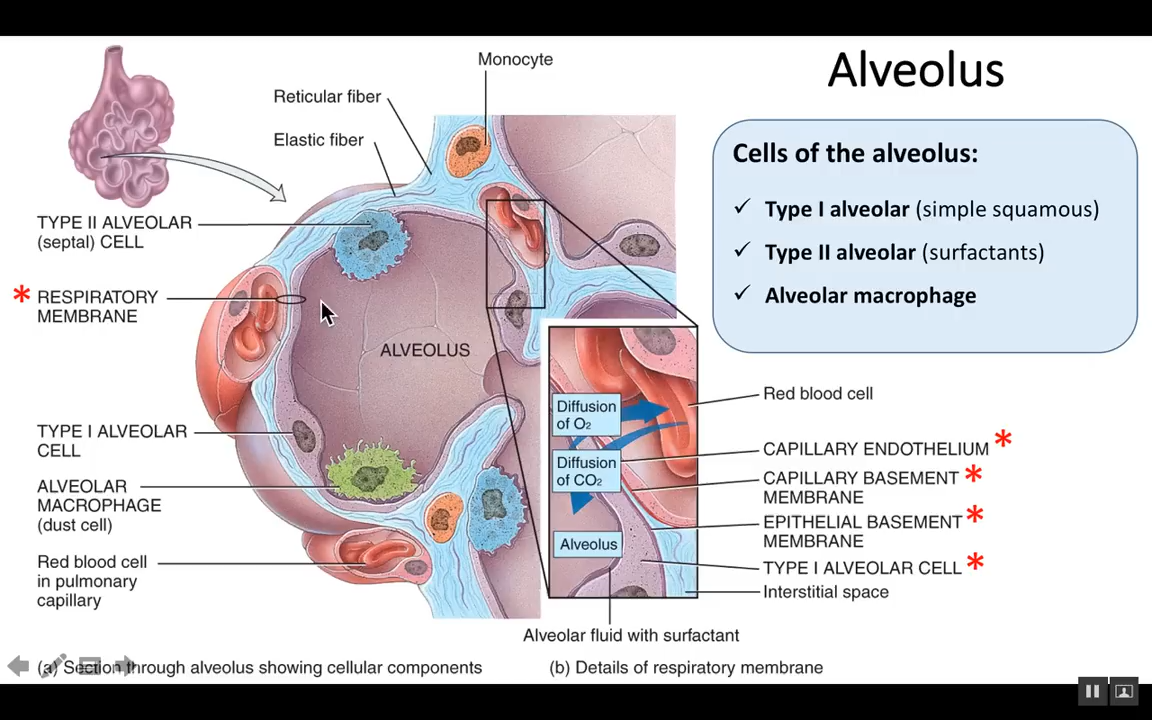 Alveolus
Monocyte
Reticular fiber
Elastic fiber
TYPE II ALVEOLAR
(septal) CELL
* RESPIRATORY
MEMBRANE
ALVEOLUS
TYPE I ALVEOLAR
CELL
ALVEOLAR
MACROPHAGE
(dust cell)
Red blood cell
in pulmonary
capillary
(a) Section through alveolus showing cellular components
Cells of the alveolus:
✓ Type I alveolar (simple squamous)
✓ Type II alveolar (surfactants)
✓ Alveolar macrophage
Diffusion
of O₂
Diffusion
of CO₂
Alveolus
Red blood cell
CAPILLARY ENDOTHELIUM *
CAPILLARY BASEMENT *
MEMBRANE
EPITHELIAL BASEMENT *
MEMBRANE
TYPE I ALVEOLAR CELL *
Interstitial space
Alveolar fluid with surfactant
(b) Details of respiratory membrane